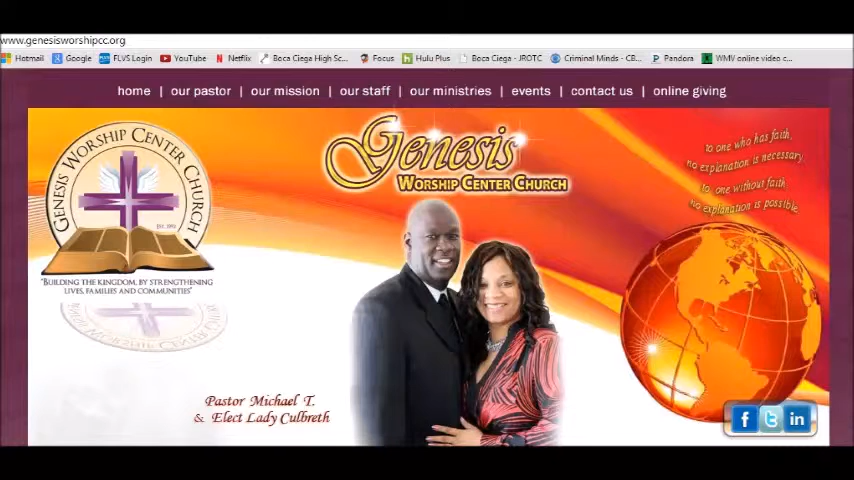 www.genesisworshipcc.org
Hotmail Google FLVS Login YouTube Netflix Boca Ciega High Sc... Focus Hulu Plus Boca Ciega - JROTC Criminal Minds - CB... Pandora WMV online video c...
home | our pastor | our mission | our staff | our ministries | events | contact us | online giving
GENESIS WORSHIP CENTER CHURCH
"BUILDING THE KINGDOM, BY STRENGTHENING
LIVES, FAMILIES AND COMMUNITIES"
Genesis
WORSHIP CENTER CHURCH
to one who has faith,
no explanation is necessary
to one without faith
no explanation is possible
Pastor Michael T.
& Elect Lady Culbreth
f t in